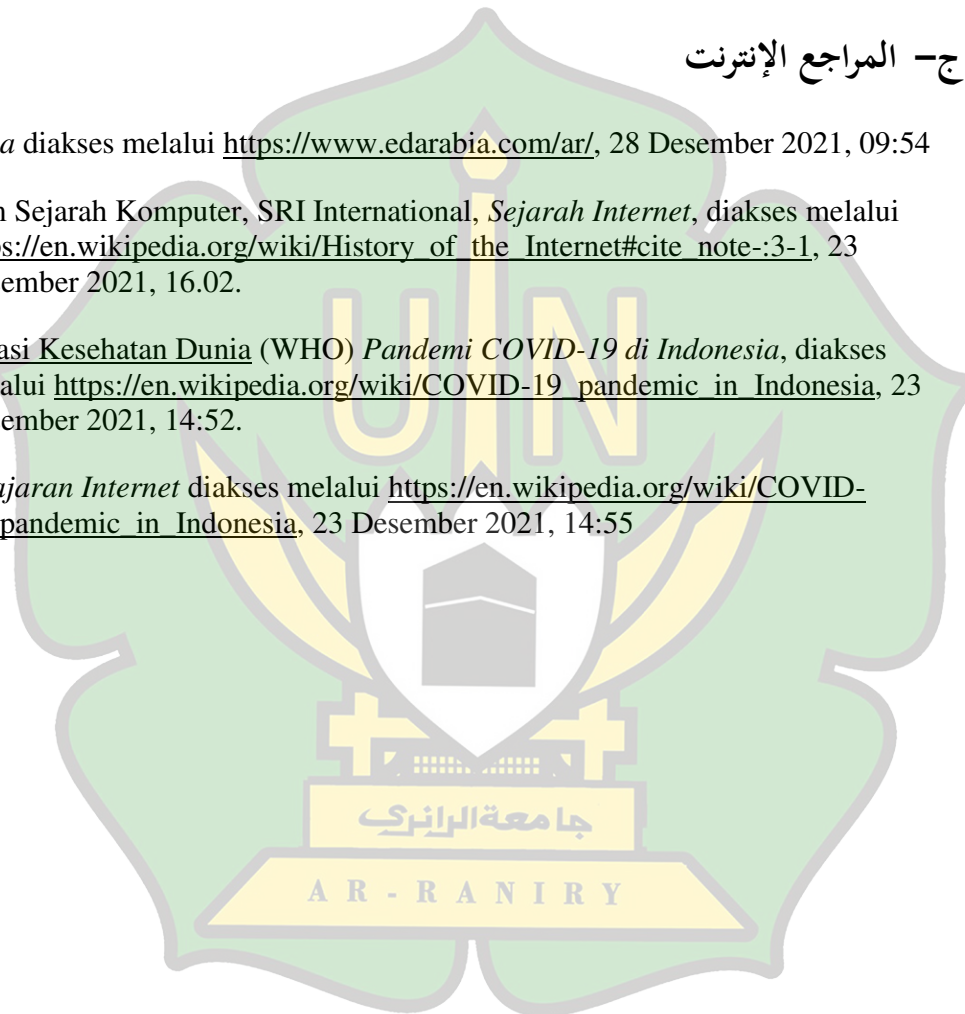 ج– المراجع الإنترنت
diakses melalui https://www.edarabia.com/ar/, 28 Desember 2021, 09:54
Sejarah Komputer, SRI International, Sejarah Internet, diakses melalui
s://en.wikipedia.org/wiki/History_of_the_Internet#cite_note-:3-1, 23
ember 2021, 16.02.
asi Kesehatan Dunia (WHO) Pandemi COVID-19 di Indonesia, diakses
alui https://en.wikipedia.org/wiki/COVID-19_pandemic_in_Indonesia, 23
ember 2021, 14:52.
ajaran Internet diakses melalui https://en.wikipedia.org/wiki/COVID-
pandemic_in_Indonesia, 23 Desember 2021, 14:55
UIN
جامعة الرانري
AR-RANIRY